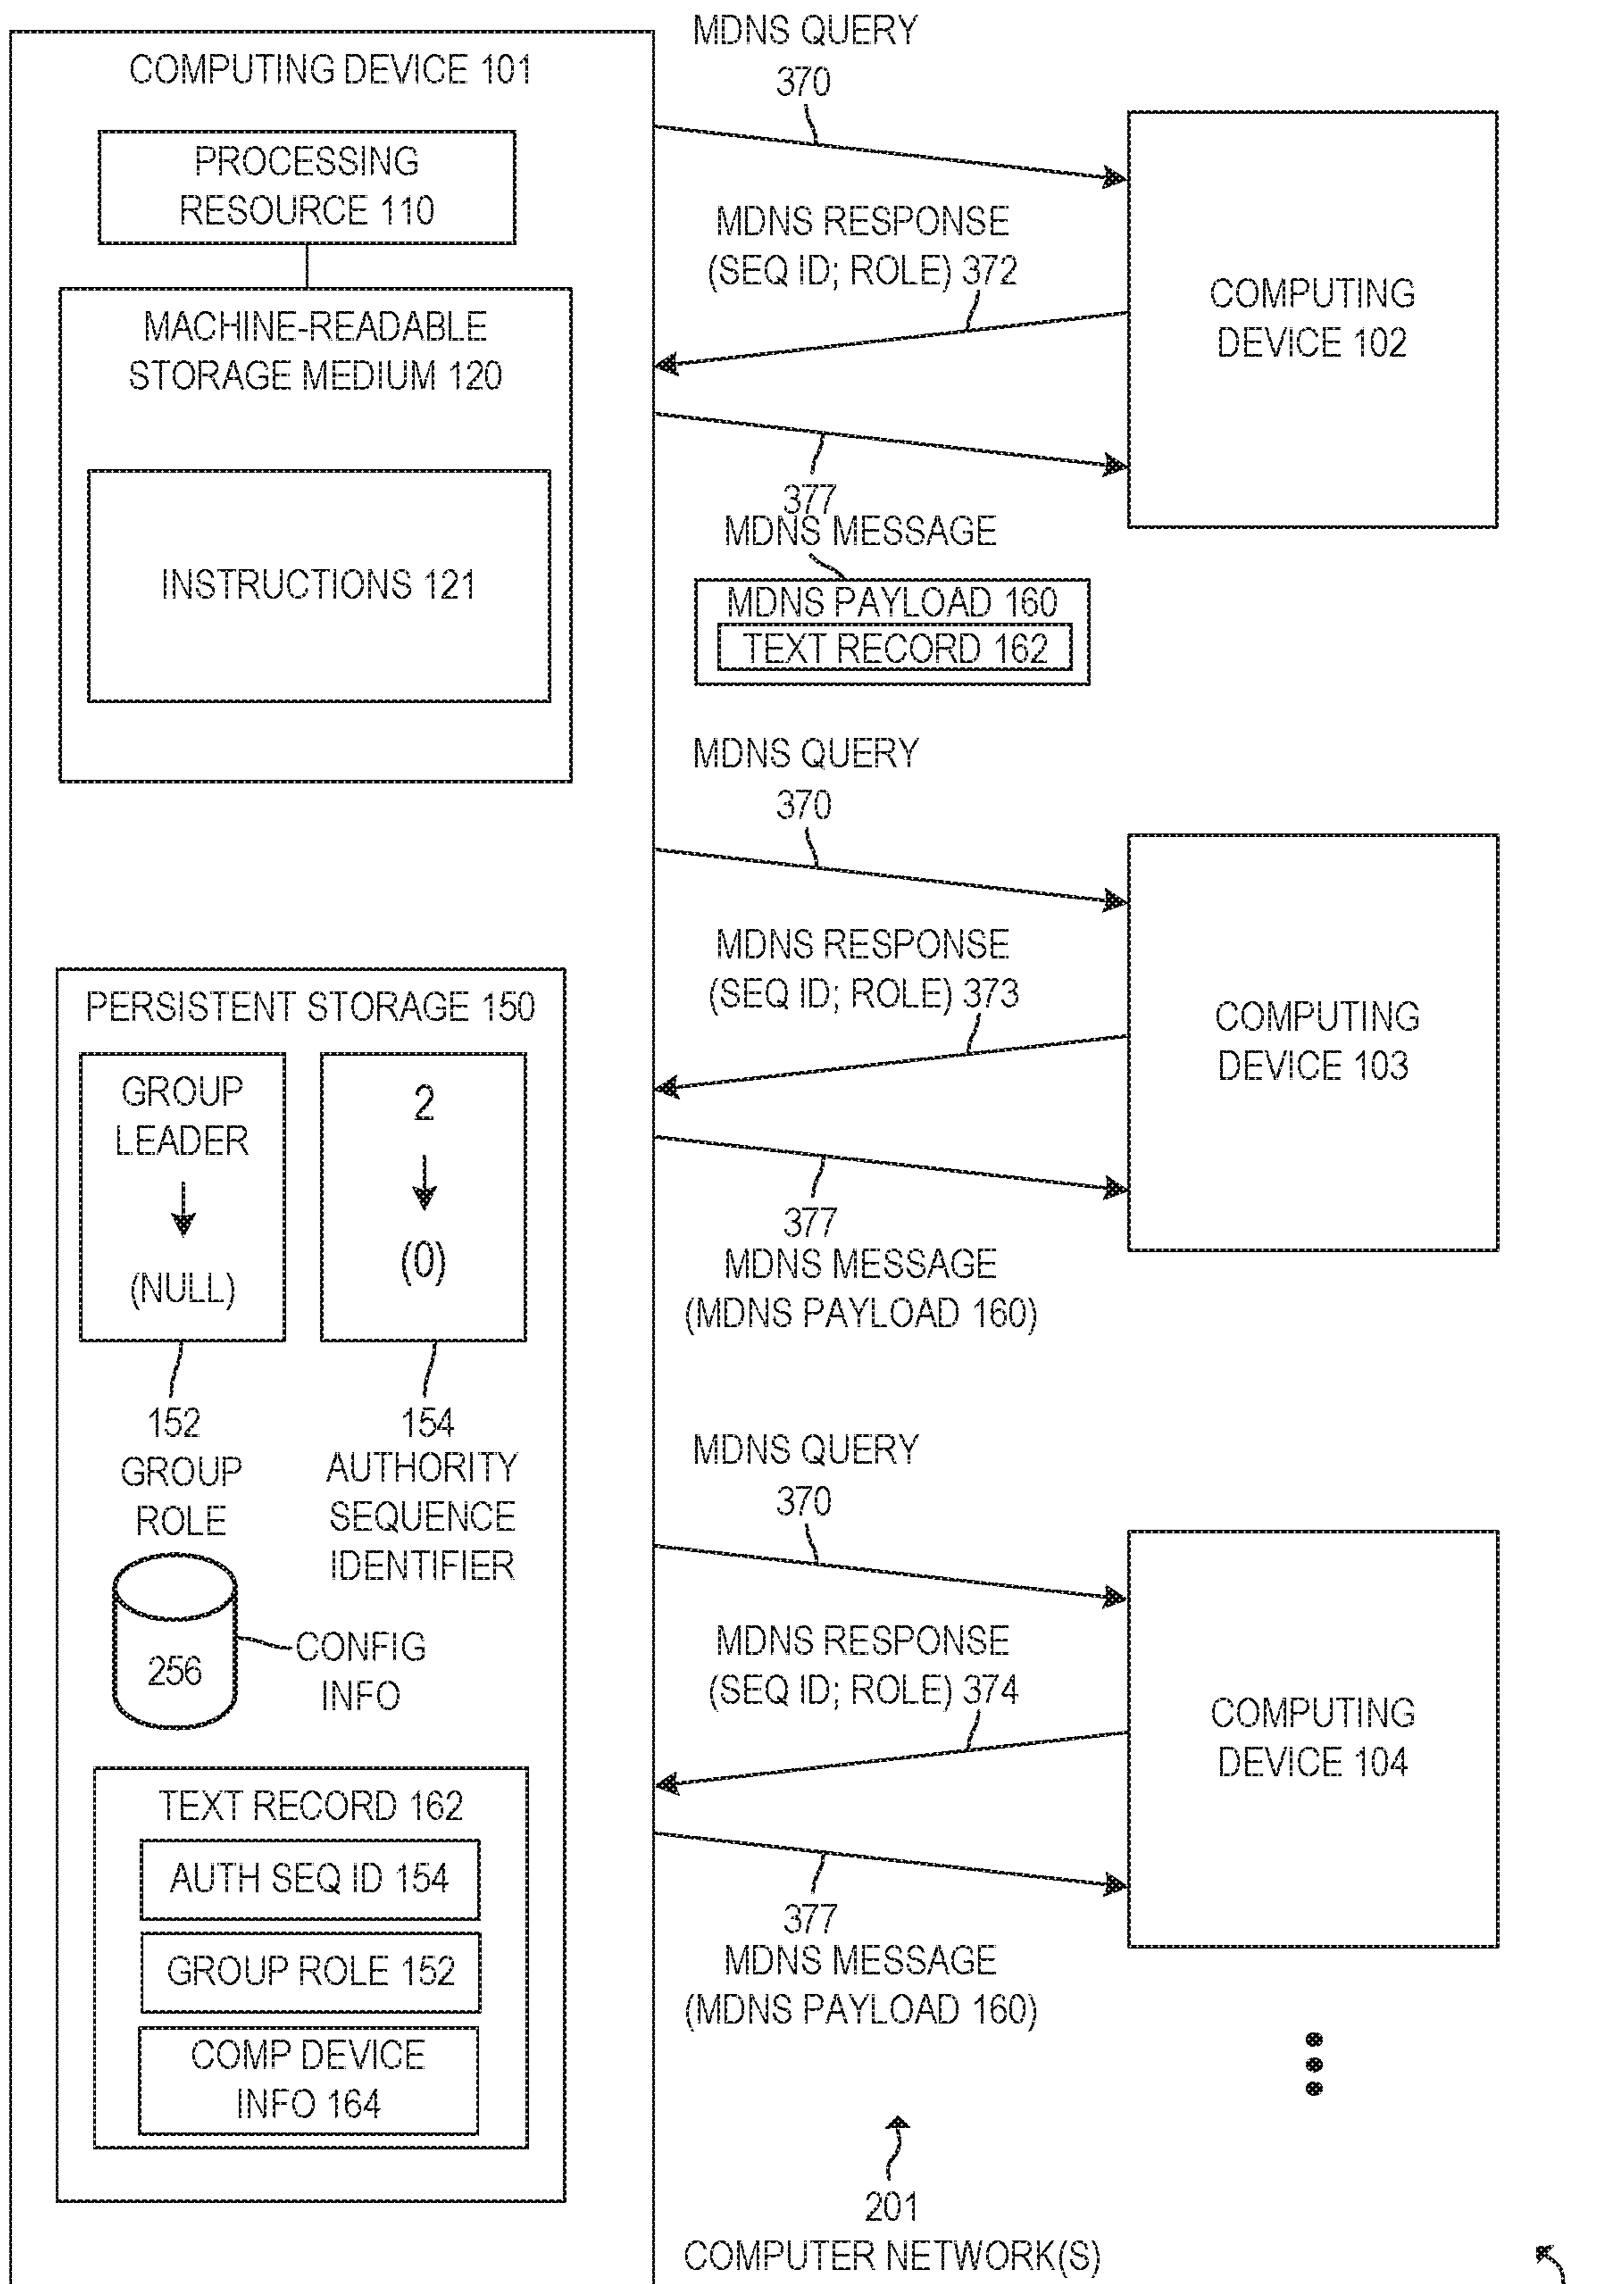 COMPUTING DEVICE 101
PROCESSING
RESOURCE 110
MACHINE-READABLE
STORAGE MEDIUM 120
INSTRUCTIONS 121
PERSISTENT STORAGE 150
GROUP
LEADER
(NULL)
2
(0)
152
GROUP
ROLE
154
AUTHORITY
SEQUENCE
IDENTIFIER
256
CONFIG
INFO
TEXT RECORD 162
AUTH SEQ ID 154
GROUP ROLE 152
COMP DEVICE
INFO 164
MDNS QUERY
370
MDNS RESPONSE
(SEQ ID; ROLE) 372
377
MDNS MESSAGE
MDNS PAYLOAD 160
TEXT RECORD 162
COMPUTING
DEVICE 102
MDNS QUERY
370
MDNS RESPONSE
(SEQ ID; ROLE) 373
377
MDNS MESSAGE
(MDNS PAYLOAD 160)
COMPUTING
DEVICE 103
MDNS QUERY
370
MDNS RESPONSE
(SEQ ID; ROLE) 374
377
MDNS MESSAGE
(MDNS PAYLOAD 160)
COMPUTING
DEVICE 104
201
COMPUTER NETWORK(S)